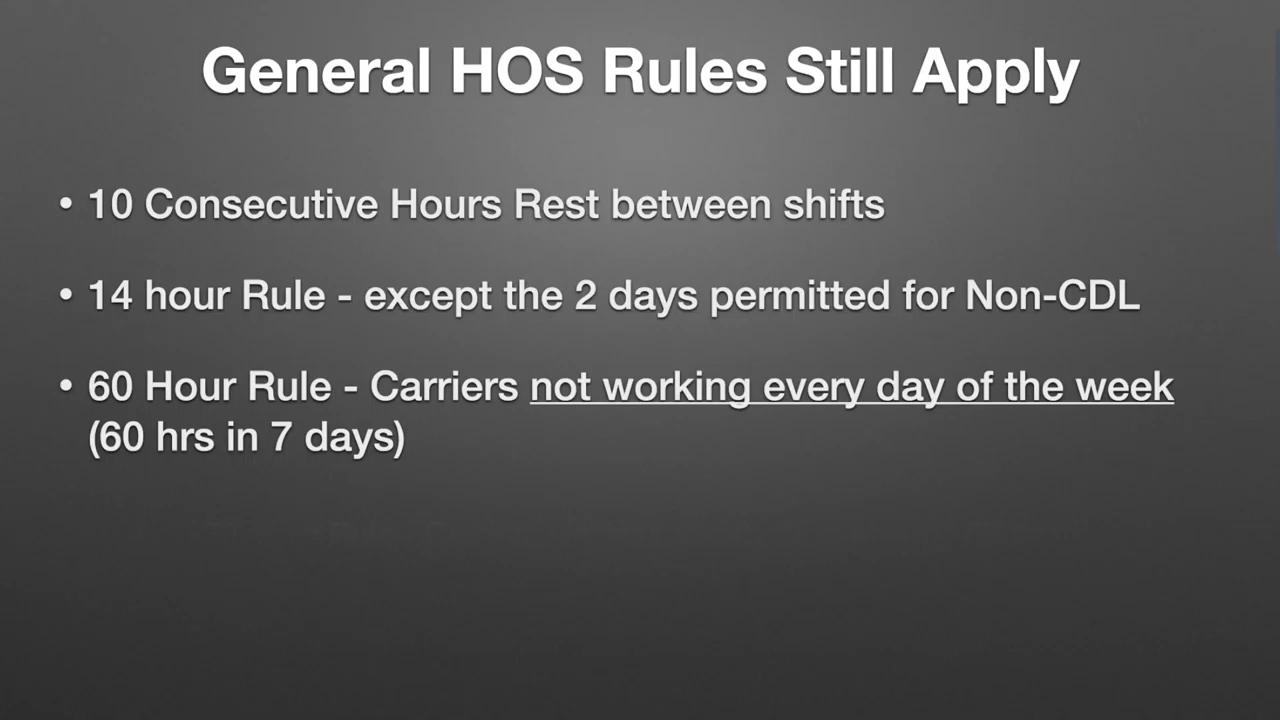 General HOS Rules Still Apply
• 10 Consecutive Hours Rest between shifts
• 14 hour Rule - except the 2 days permitted for Non-CDL
• 60 Hour Rule - Carriers not working every day of the week
(60 hrs in 7 days)